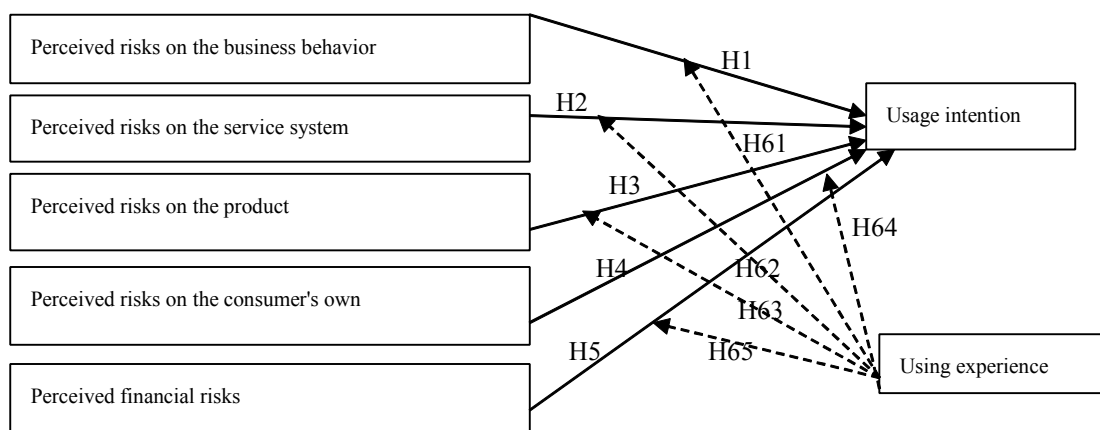 Perceived risks on the business behavior
H1
Usage intention
H2
Perceived risks on the service system
H61
H3
Perceived risks on the product
H64
H4
H62
Perceived risks on the consumer's own
H63
H5
H65
Using experience
Perceived financial risks